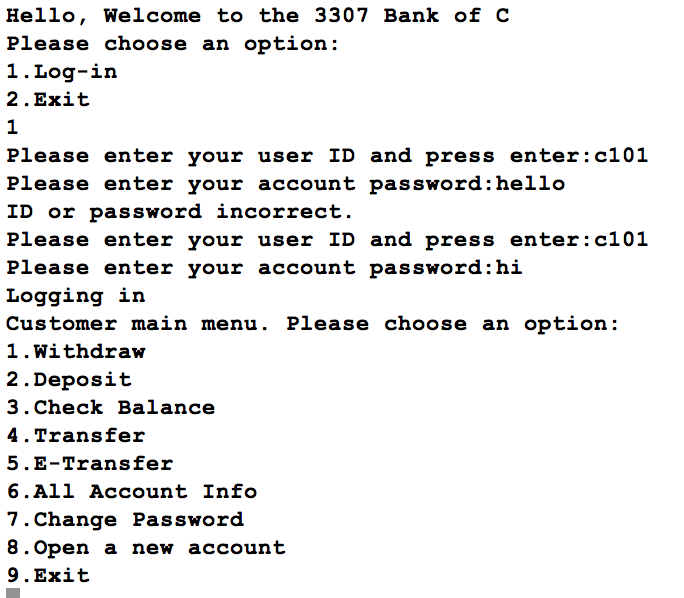 Hello, Welcome to the 3307 Bank of C
Please choose an option:
1.Log-in
2.Exit
1
Please enter your user ID and press enter:c101
Please enter your account password:hello
ID or password incorrect.
Please enter your user ID and press enter:c101
Please enter your account password:hi
Logging in
Customer main menu. Please choose an option:
1.Withdraw
2.Deposit
3.Check Balance
4.Transfer
5.E-Transfer
6.All Account Info
7.Change Password
8.Open a new account
9.Exit